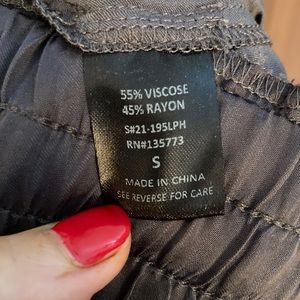 55% VISCOSE
45% RAYON
S#21-195LPH
RN#135773
S
MADE IN CHINA
SEE REVERSE FOR CARE